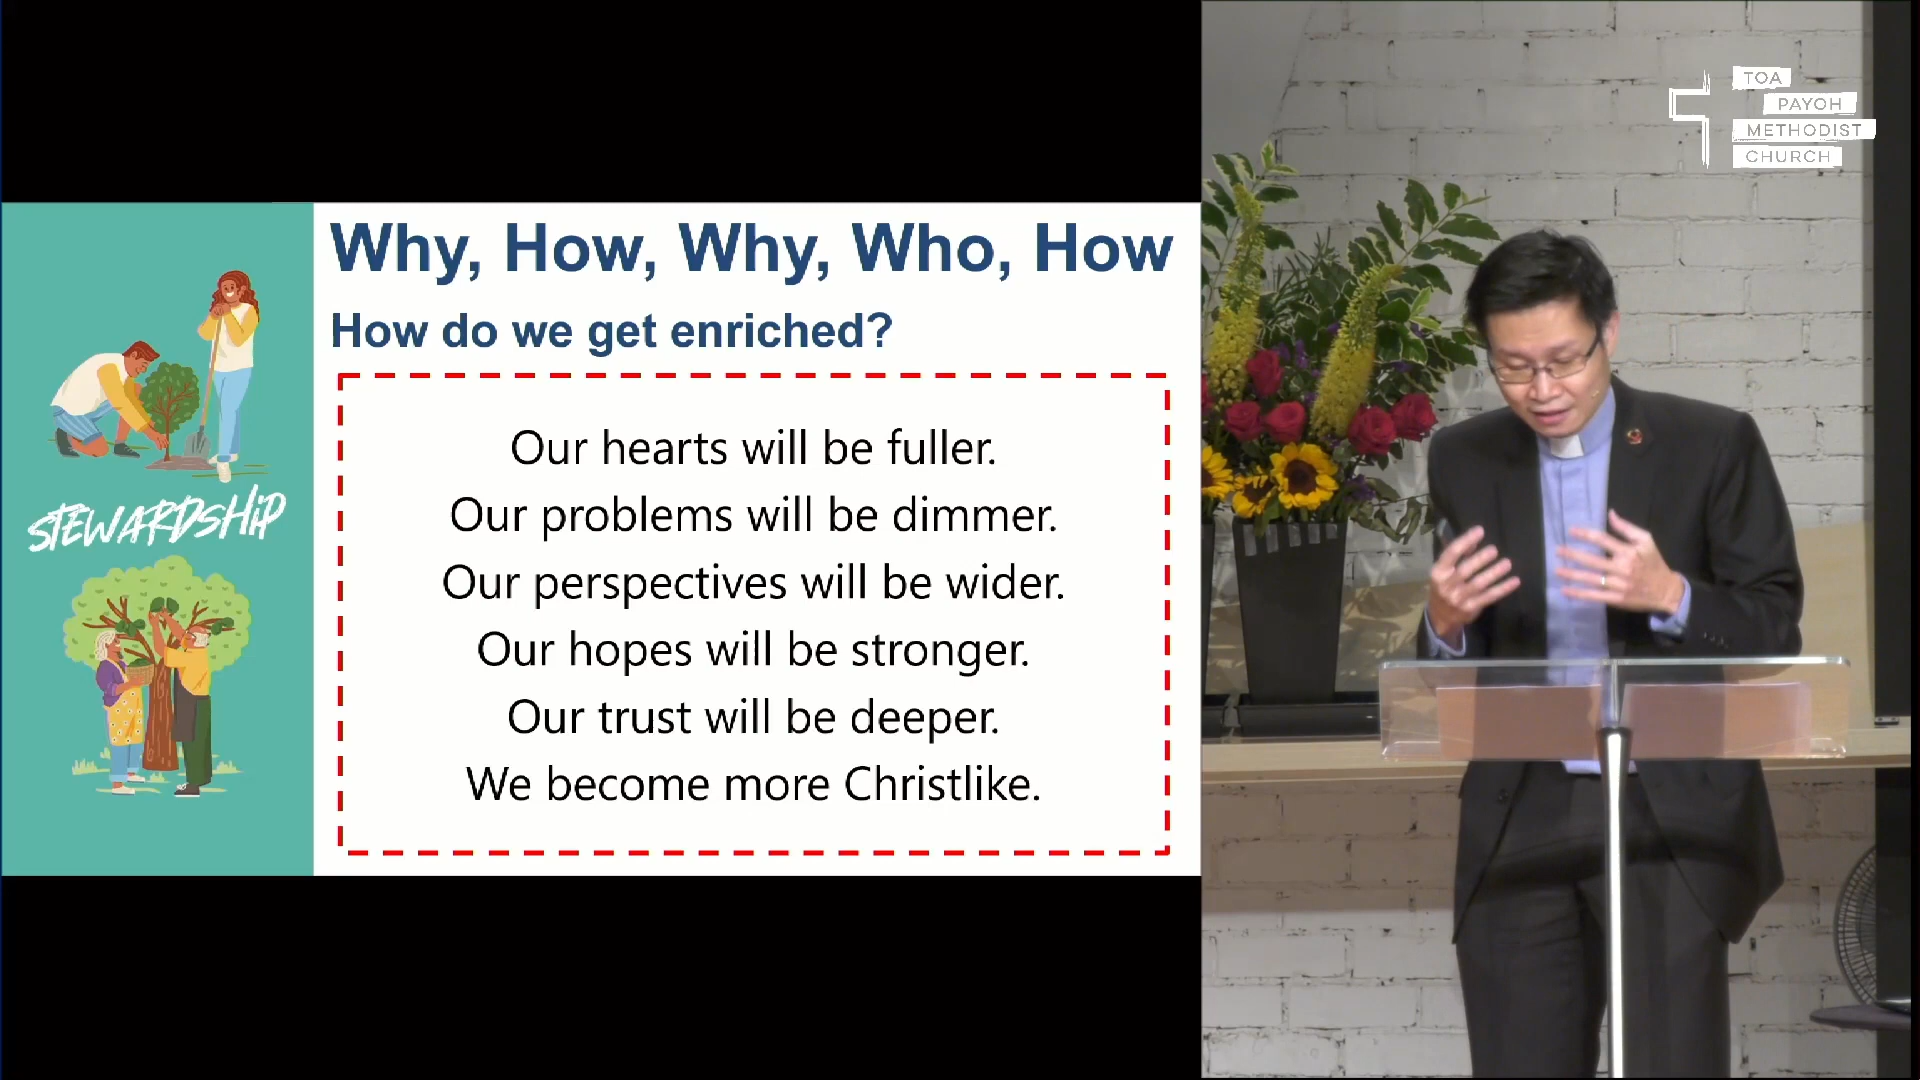 Why, How, Why, Who, How
How do we get enriched?
Our hearts will be fuller.
Our problems will be dimmer.
Our perspectives will be wider.
Our hopes will be stronger.
Our trust will be deeper.
We become more Christlike.
STEWARDSHiP
TOA
PAYOH
METHODIST
CHURCH